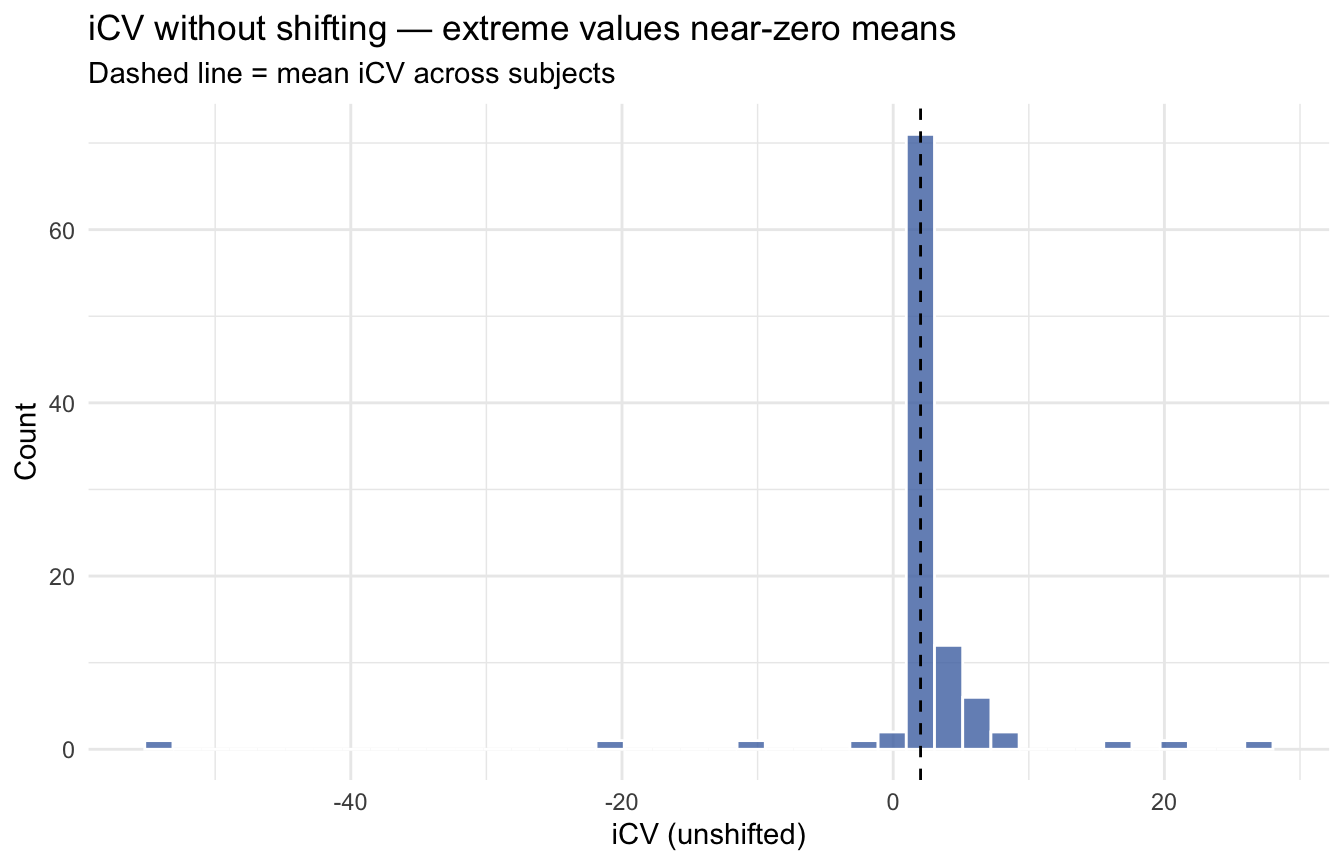 iCV without shifting — extreme values near-zero means
Dashed line = mean iCV across subjects
Count
60
40
20
0
-40
-20
0
20
iCV (unshifted)